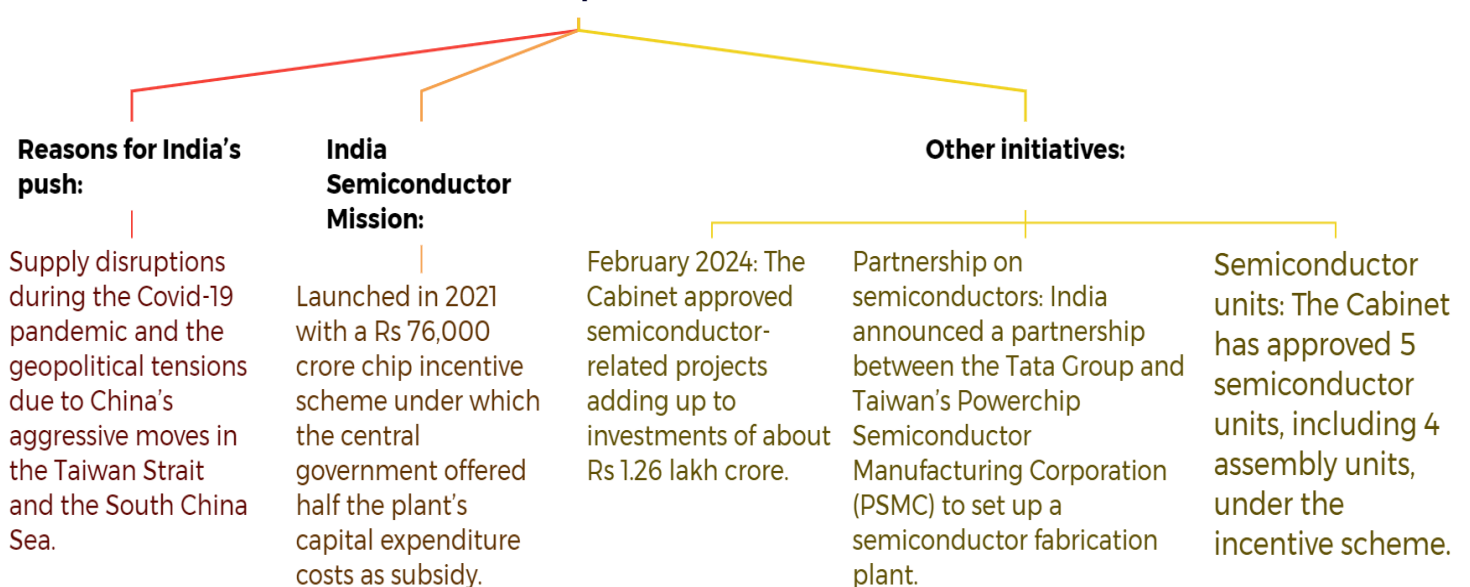 Reasons for India's
push:
Supply disruptions
during the Covid-19
pandemic and the
geopolitical tensions
due to China's
aggressive moves in
the Taiwan Strait
and the South China
Sea.
India
Semiconductor
Mission:
Launched in 2021
with a Rs 76,000
crore chip incentive
scheme under which
the central
government offered
half the plant's
capital expenditure
costs as subsidy.
Other initiatives:
February 2024: The
Cabinet approved
semiconductor-
related projects
adding up to
investments of about
Rs 1.26 lakh crore.
Partnership on
semiconductors: India
announced a partnership
between the Tata Group and
Taiwan's Powerchip
Semiconductor
Manufacturing Corporation
(PSMC) to set up a
semiconductor fabrication
plant.
Semiconductor
units: The Cabinet
has approved 5
semiconductor
units, including 4
assembly units,
under the
incentive scheme.